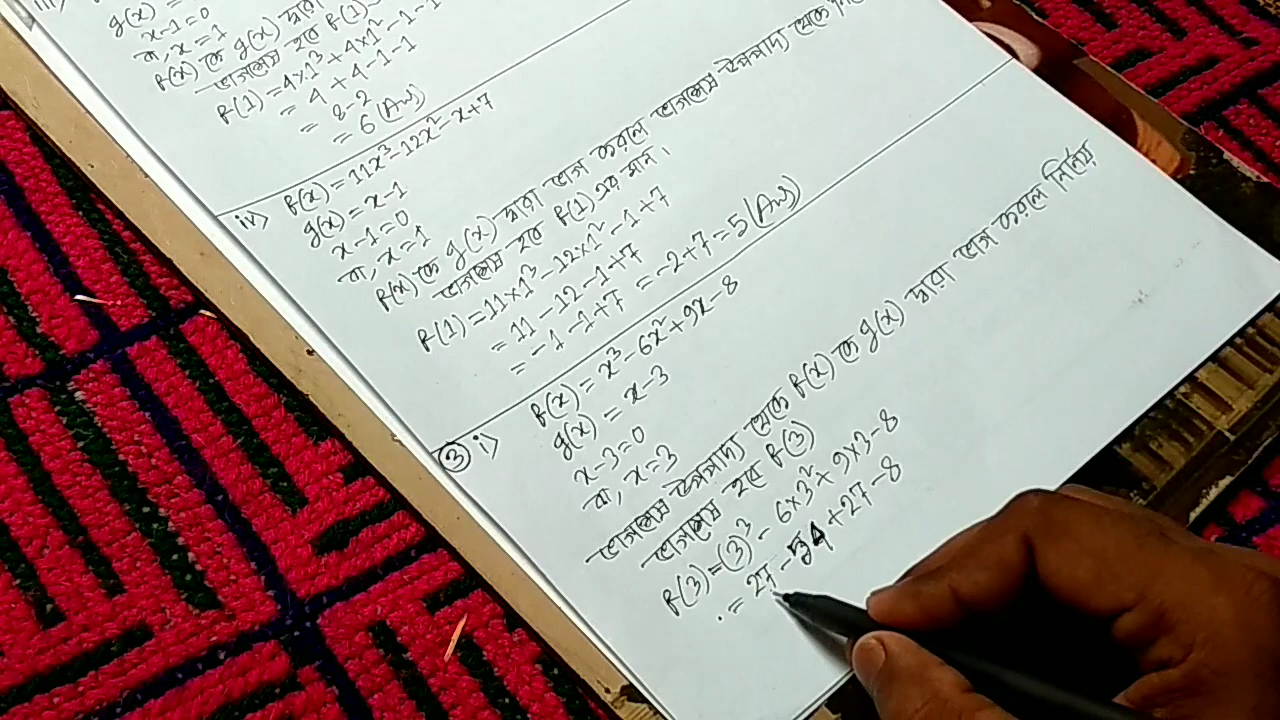 iii)
g(x) =
x-1=0
বা, x=1
P(x) কে g(x) দ্বারা
ভাগশেষ হবে P(1)
P(1)=4×1³+4×1²-1-1
= 4+4-1-1
= 8-2
= 6 (Ans)
iv) P(x) = 11x³-12x²-x+7
g(x) = x-1
x-1=0
বা, x=1
P(x) কে g(x) দ্বারা ভাগ করলে ভাগশেষ উপপাদ্য থেকে
ভাগশেষ হবে P(1) এর মান।
P(1)=11×1³-12×1²-1+7
= 11-12-1+7
= -1-1+7 = -2+7=5 (Ans)
③ i) P(x) = x³-6x²+9x-8
g(x) = x-3
x-3=0
বা, x=3
ভাগশেষ উপপাদ্য থেকে P(x) কে g(x) দ্বারা ভাগ করলে নির্নেয়
ভাগশেষ হবে P(3)
P(3)=(3)³-6×3²+9×3-8
= 27-54+27-8